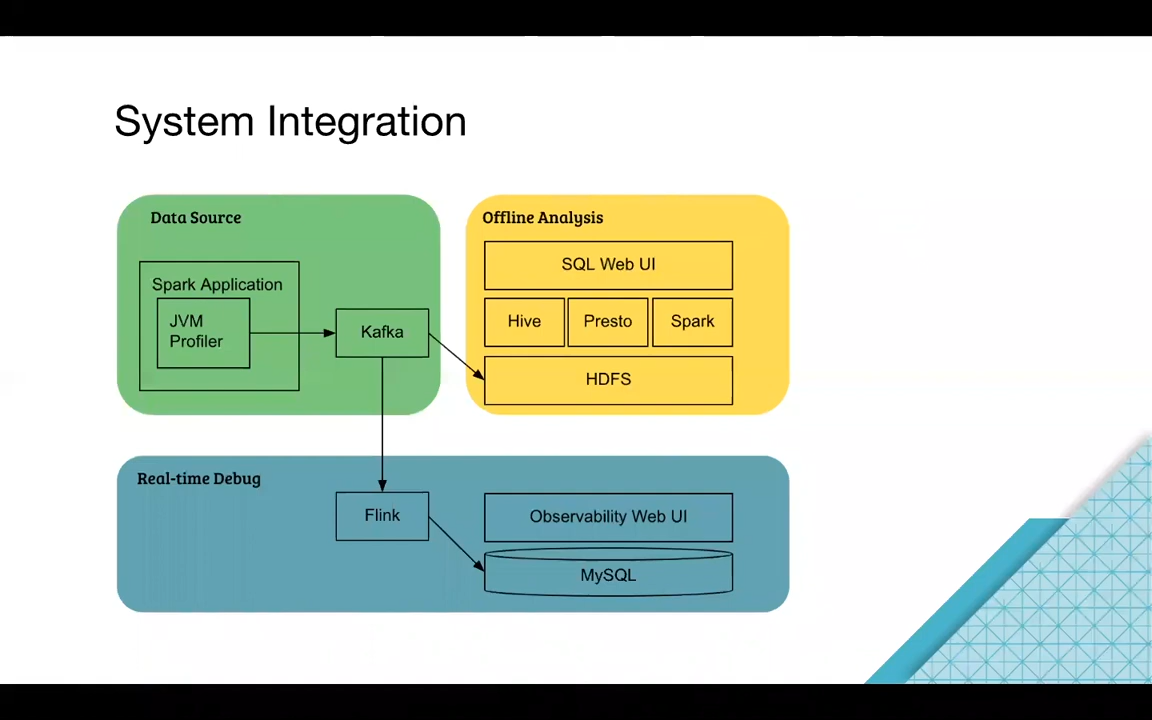 System Integration
Data Source
Spark Application
JVM
Profiler
Kafka
Offline Analysis
SQL Web UI
Hive
Presto
Spark
HDFS
Real-time Debug
Flink
Observability Web UI
MySQL